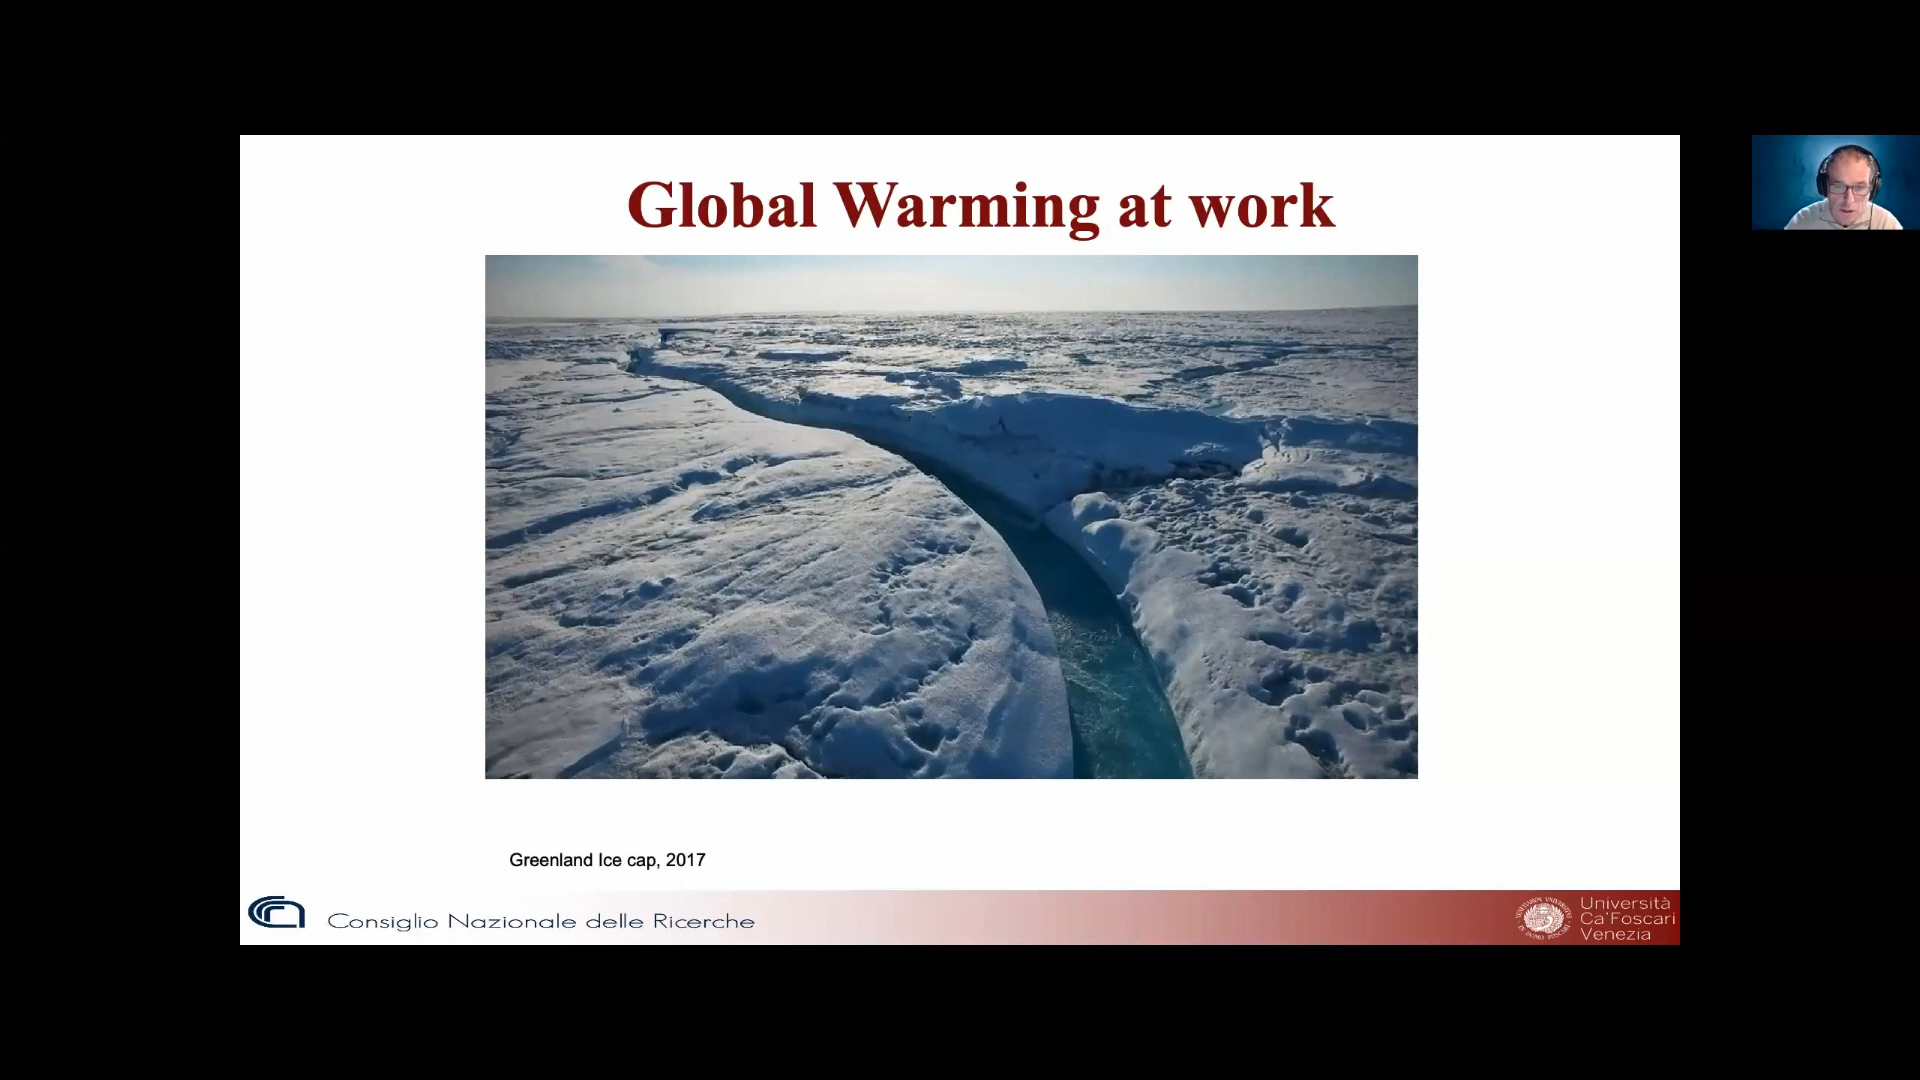 Global Warming at work
Greenland Ice cap, 2017
Consiglio Nazionale delle Ricerche
Università
Ca'Foscari
Venezia